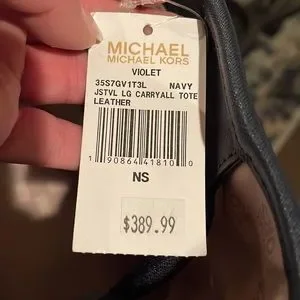 MICHAEL
MICHAEL KORS
VIOLET
35S7GV1T3L NAVY
JSTVL LG CARRYALL TOTE
LEATHER
1 90864 41810 0
NS
$389.99